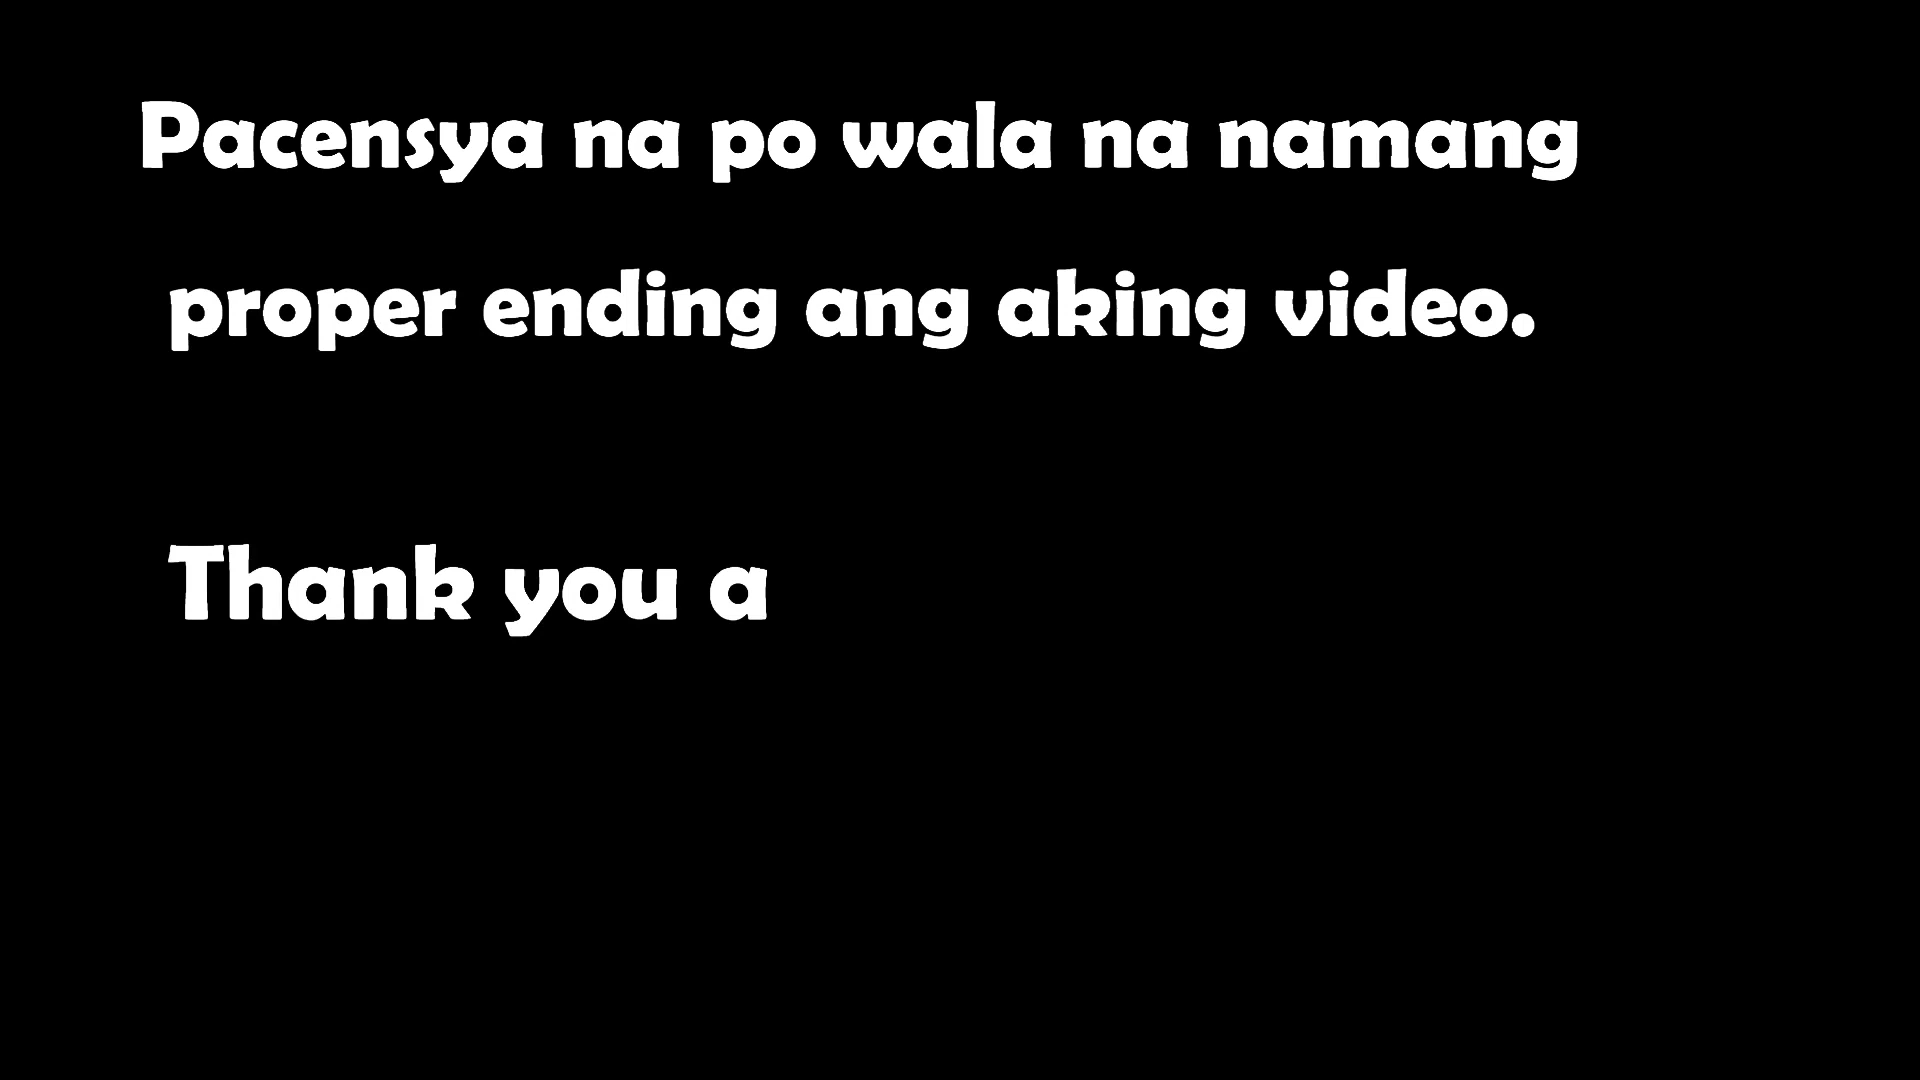 Pacensya na po wala na namang
proper ending ang aking video.
Thank you a